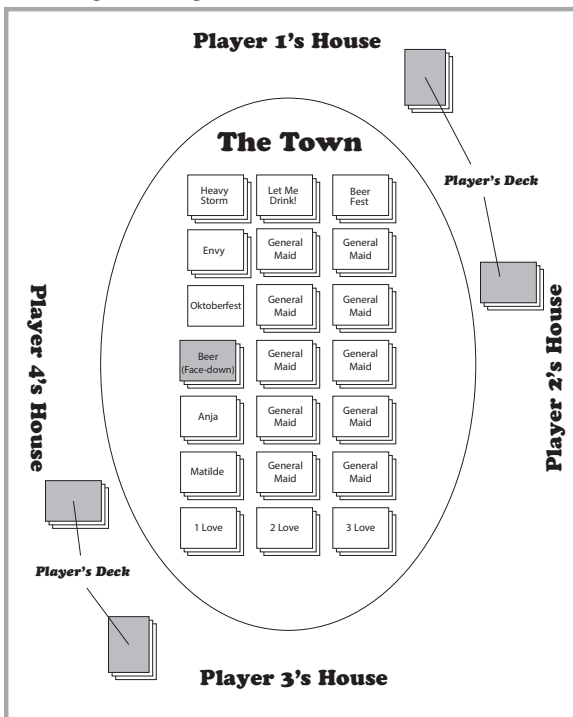 Player 1's House
The Town
Player's Deck
Heavy
Storm
Let Me
Drink!
Beer
Fest
Envy
General
Maid
General
Maid
Oktoberfest
General
Maid
General
Maid
Beer
(Face-down)
General
Maid
General
Maid
Anja
General
Maid
General
Maid
Matilde
General
Maid
General
Maid
1 Love
2 Love
3 Love
Player 4's House
Player 2's House
Player's Deck
Player 3's House